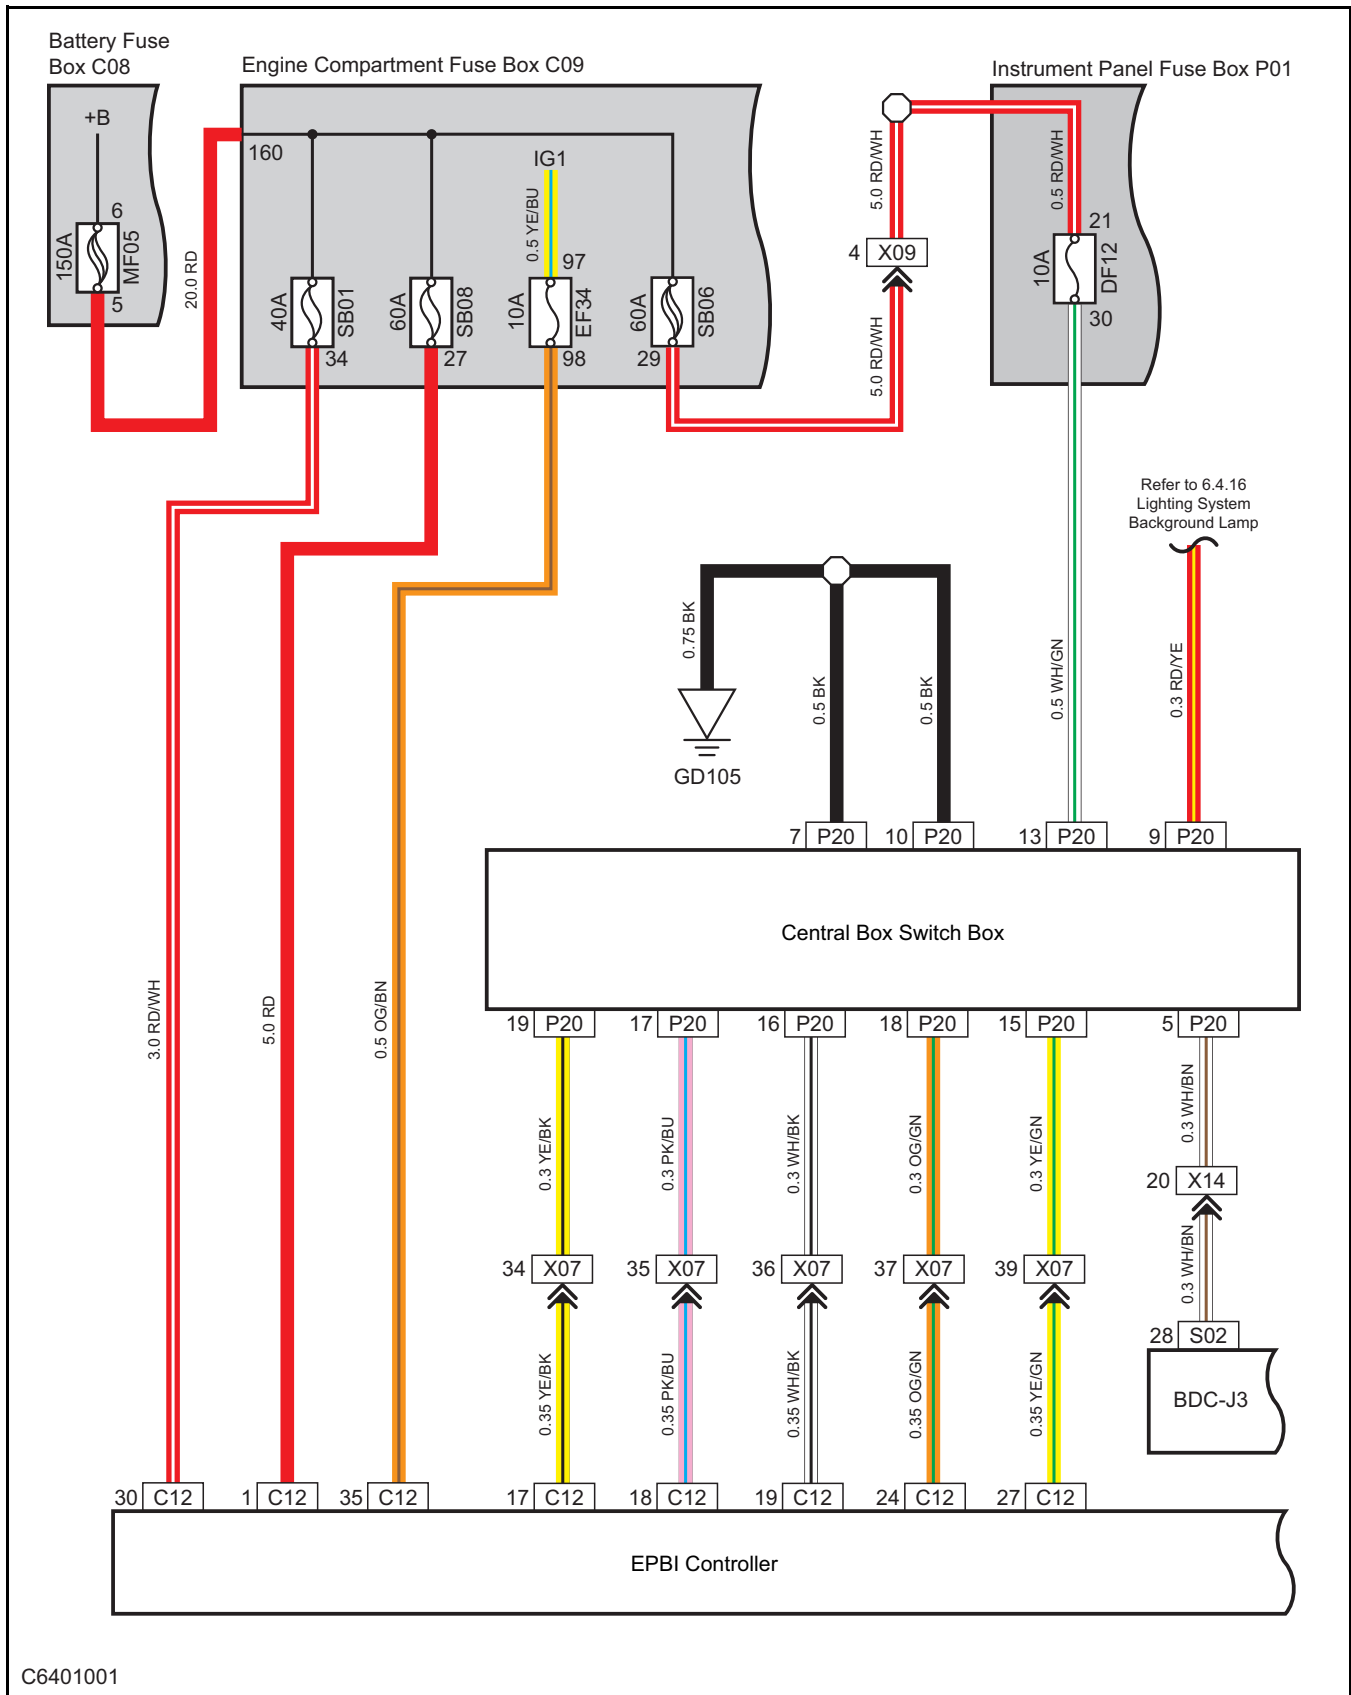 Battery Fuse
Box C08
Engine Compartment Fuse Box C09
Instrument Panel Fuse Box P01
+B
6
150A
MF05
5
20.0 RD
160
IG1
0.5 YE/BU
97
40A
SB01
34
60A
SB08
27
10A
EF34
98
60A
SB06
29
5.0 RD/WH
4 X09
5.0 RD/WH
0.5 RD/WH
21
10A
DF12
30
Refer to 6.4.16
Lighting System
Background Lamp
0.75 BK
GD105
0.5 BK
0.5 BK
0.5 WH/GN
0.3 RD/YE
7 P20
10 P20
13 P20
9 P20
Central Box Switch Box
3.0 RD/WH
5.0 RD
0.5 OG/BN
19 P20
17 P20
16 P20
18 P20
15 P20
5 P20
0.3 YE/BK
0.3 PK/BU
0.3 WH/BK
0.3 OG/GN
0.3 YE/GN
0.3 WH/BN
20 X14
34 X07
35 X07
36 X07
37 X07
39 X07
0.3 WH/BN
28 S02
BDC-J3
0.35 YE/BK
0.35 PK/BU
0.35 WH/BK
0.35 OG/GN
0.35 YE/GN
30 C12
1 C12
35 C12
17 C12
18 C12
19 C12
24 C12
27 C12
EPBI Controller
C6401001